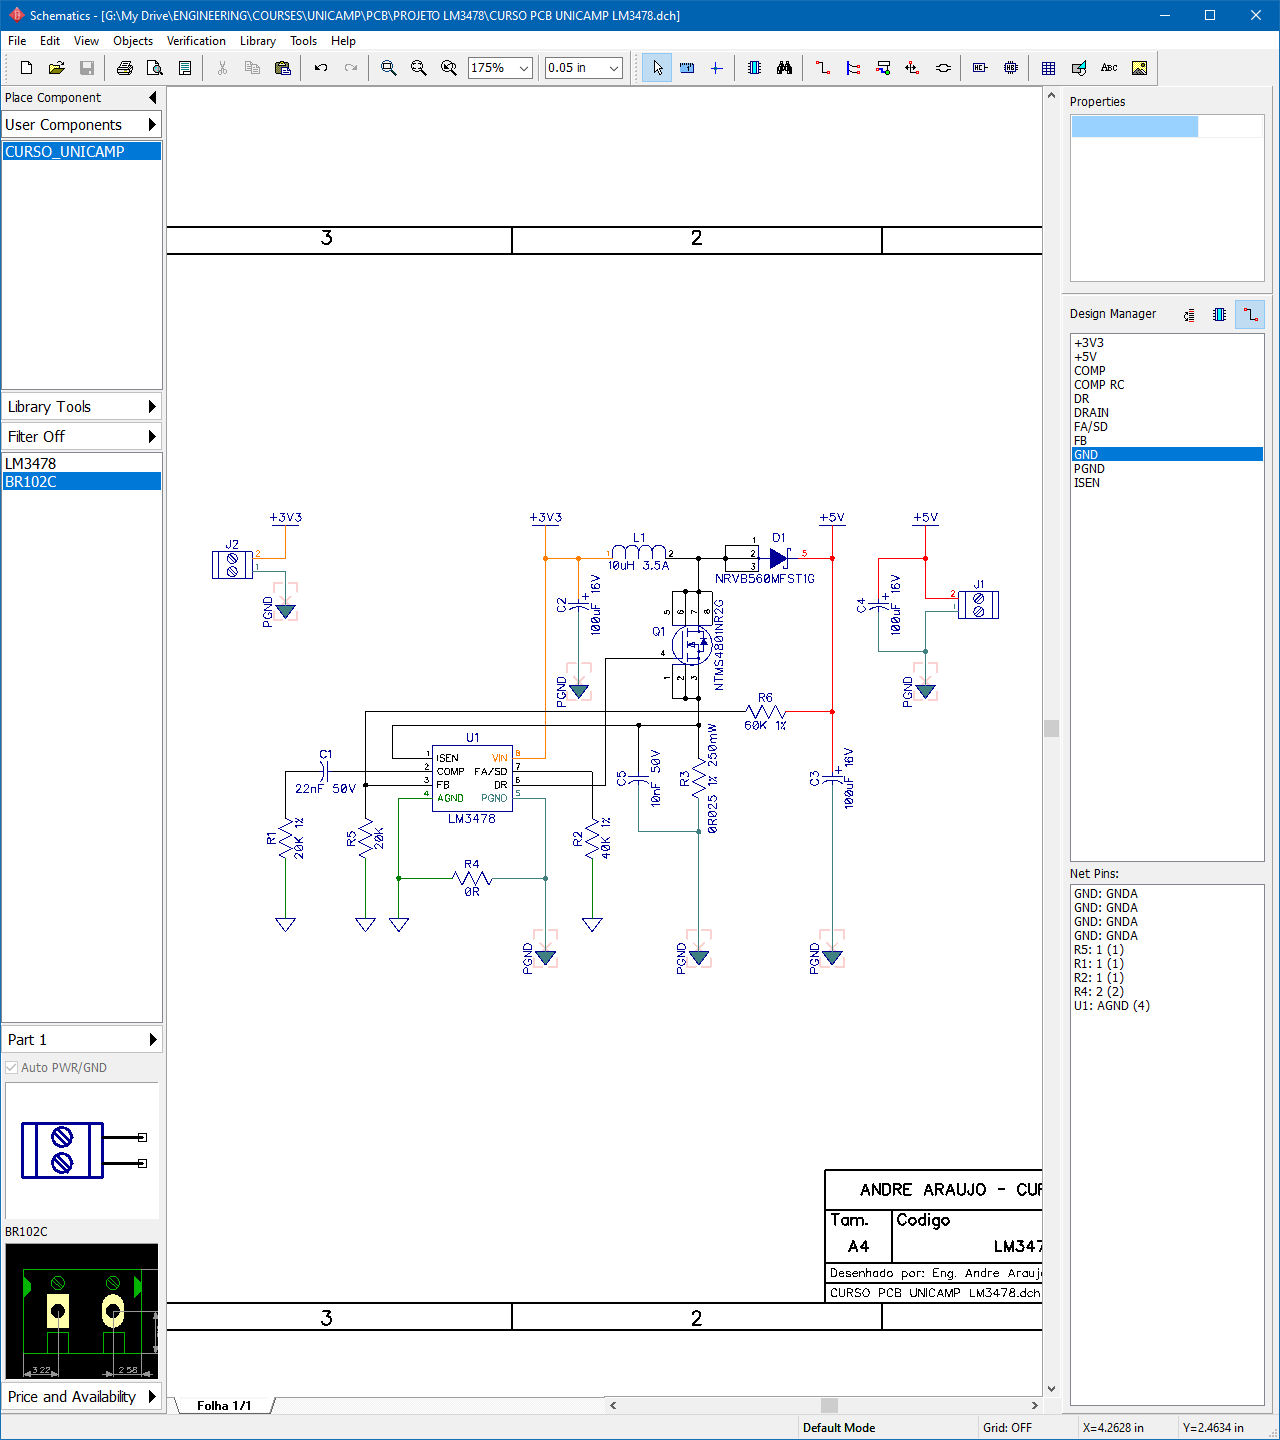 Schematics - [G:\My Drive\ENGINEERING\COURSES\UNICAMP\PCB\PROJETO LM3478\CURSO PCB UNICAMP LM3478.dch]
File Edit View Objects Verification Library Tools Help
175% 0.05 in
Abc
Place Component
User Components
CURSO_UNICAMP
Library Tools
Filter Off
LM3478
BR102C
Part 1
Auto PWR/GND
BR102C
3.22 2.58
Price and Availability
3 2
+3V3
J2
2
1
PGND
+3V3
L1
1 2
10uH 3.5A
C2
100uF 16V
PGND
1
2
3
D1
5
NRVB560MFST1G
+5V
+5V
5 6 7 8
Q1
4
1 2 3
NTMS4801NR2G
C4
100uF 16V
J1
2
1
PGND
R6
60K 1%
U1
1 ISEN VIN 8
2 COMP FA/SD 7
3 FB DR 6
4 AGND PGND 5
LM3478
C1
22nF 50V
R1
20K 1%
R5
20K
R4
0R
R2
40K 1%
C5
10nF 50V
R3
0R025 1% 250mW
C3
100uF 16V
PGND
PGND
PGND
ANDRE ARAUJO - CUR
Tam. Codigo
A4 LM347
Desenhado por: Eng. Andre Arauj
CURSO PCB UNICAMP LM3478.dch
3 2
Folha 1/1
Properties
Design Manager
+3V3
+5V
COMP
COMP RC
DR
DRAIN
FA/SD
FB
GND
PGND
ISEN
Net Pins:
GND: GNDA
GND: GNDA
GND: GNDA
GND: GNDA
R5: 1 (1)
R1: 1 (1)
R2: 1 (1)
R4: 2 (2)
U1: AGND (4)
Default Mode Grid: OFF X=4.2628 in Y=2.4634 in